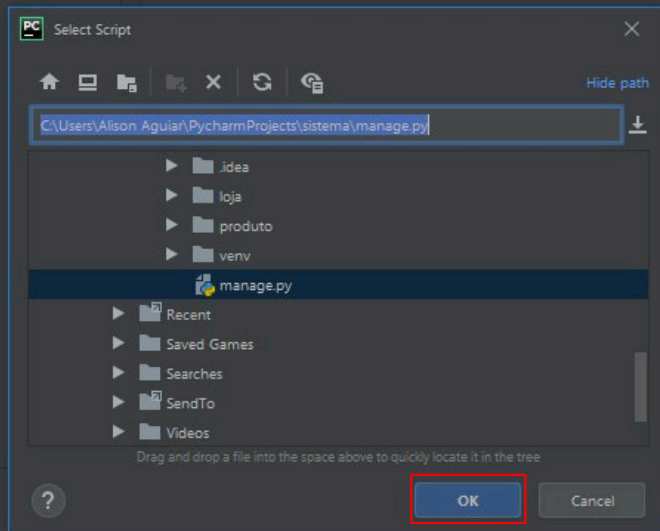 PC Select Script
Hide path
C:\Users\Alison Aguiar\PycharmProjects\sistema\manage.py
.idea
loja
produto
venv
manage.py
Recent
Saved Games
Searches
SendTo
Videos
Drag and drop a file into the space above to quickly locate it in the tree
? OK Cancel